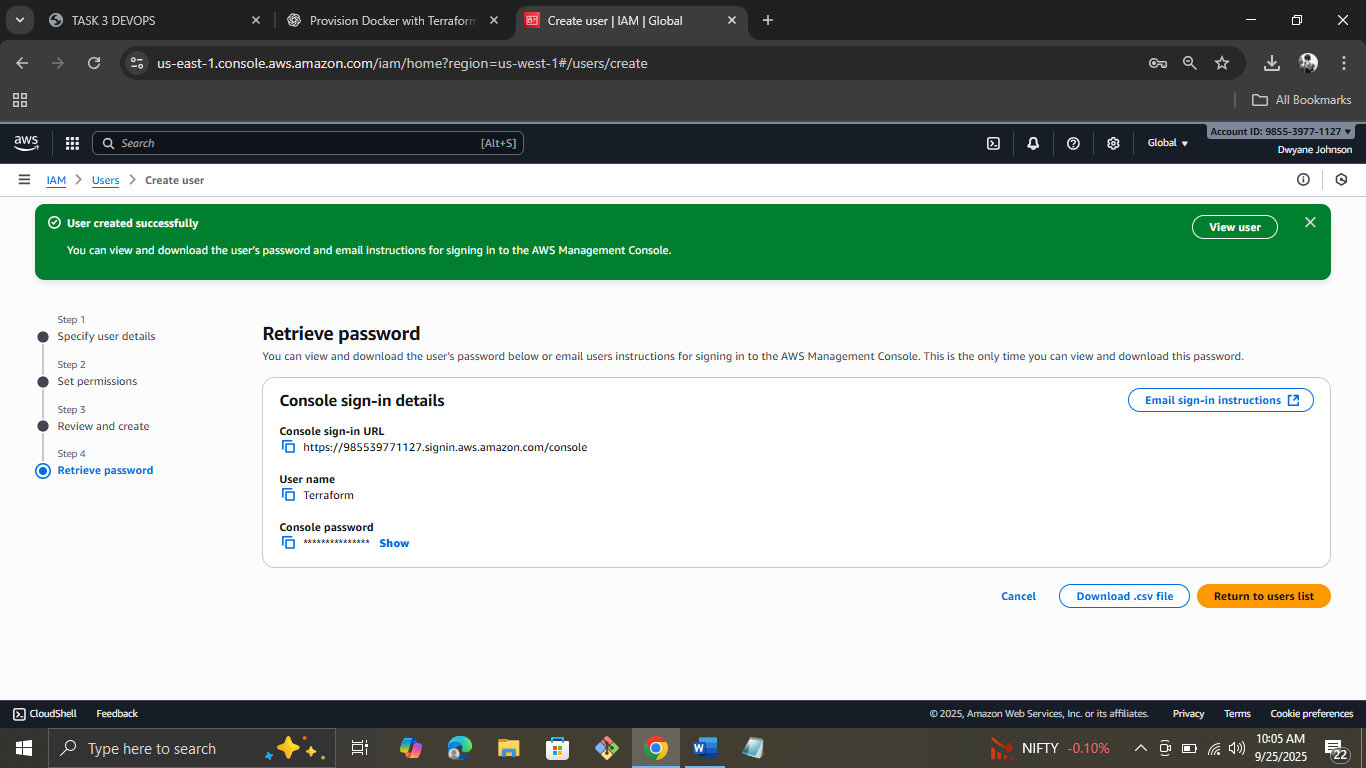 TASK 3 DEVOPS
Provision Docker with Terraform
Create user | IAM | Global
us-east-1.console.aws.amazon.com/iam/home?region=us-west-1#/users/create
All Bookmarks
aws
Search
[Alt+S]
Global
Account ID: 9855-3977-1127
Dwyane Johnson
IAM
Users
Create user
User created successfully
You can view and download the user's password and email instructions for signing in to the AWS Management Console.
View user
Step 1
Specify user details
Step 2
Set permissions
Step 3
Review and create
Step 4
Retrieve password
Retrieve password
You can view and download the user's password below or email users instructions for signing in to the AWS Management Console. This is the only time you can view and download this password.
Console sign-in details
Email sign-in instructions
Console sign-in URL
https://985539771127.signin.aws.amazon.com/console
User name
Terraform
Console password
*************** Show
Cancel
Download .csv file
Return to users list
CloudShell
Feedback
© 2025, Amazon Web Services, Inc. or its affiliates.
Privacy
Terms
Cookie preferences
Type here to search
NIFTY -0.10%
10:05 AM
9/25/2025
22